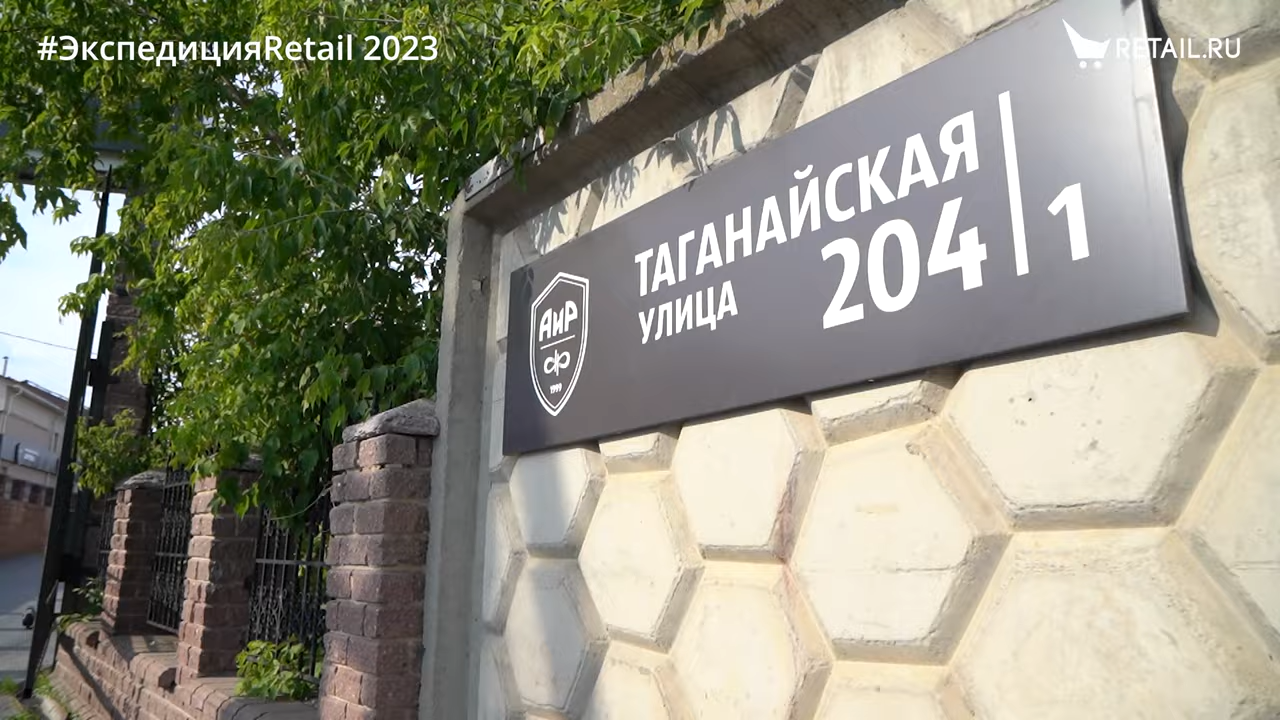 #ЭкспедицияRetail 2023
RETAIL.RU
ТАГАНАЙСКАЯ
УЛИЦА
204 | 1
АиР
1999